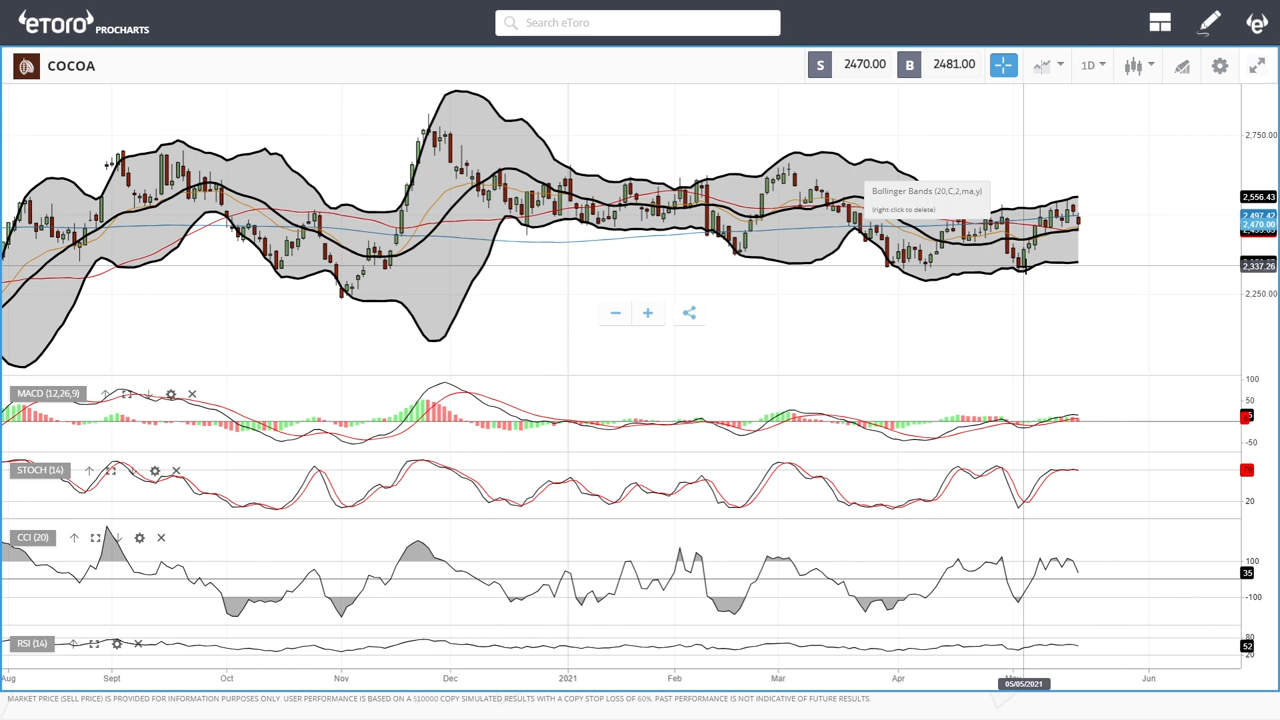 eTORO PROCHARTS
Search eToro
COCOA
S 2470.00 B 2481.00
1D
Bollinger Bands (20,C,2,ma,y)
(right click to delete)
2,750.00
2,556.43
2,497.42
2,470.00
2,337.26
2,250.00
MACD (12,26,9)
100
50
-50
STOCH (14)
20
CCI (20)
100
35
-100
RSI (14)
80
52
20
Aug Sept Oct Nov Dec 2021 Feb Mar Apr Jun
05/05/2021
MARKET PRICE (SELL PRICE) IS PROVIDED FOR INFORMATION PURPOSES ONLY. USER PERFORMANCE IS BASED ON A $10000 COPY SIMULATED RESULTS WITH A COPY STOP LOSS OF 60%. PAST PERFORMANCE IS NOT INDICATIVE OF FUTURE RESULTS.